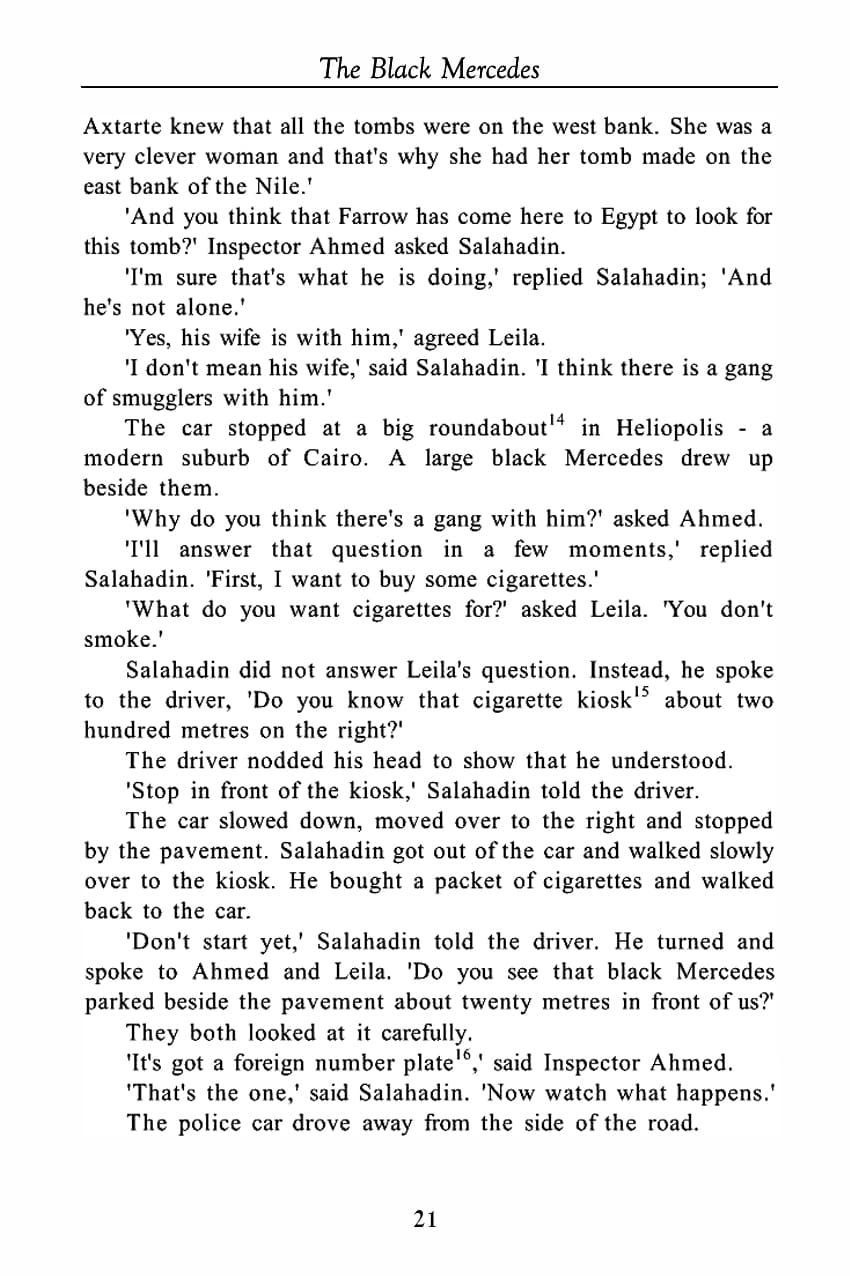 The Black Mercedes
Axtarte knew that all the tombs were on the west bank. She was a
very clever woman and that's why she had her tomb made on the
east bank of the Nile.'
'And you think that Farrow has come here to Egypt to look for
this tomb?' Inspector Ahmed asked Salahadin.
'I'm sure that's what he is doing,' replied Salahadin; 'And
he's not alone.'
'Yes, his wife is with him,' agreed Leila.
'I don't mean his wife,' said Salahadin. 'I think there is a gang
of smugglers with him.'
The car stopped at a big roundabout14 in Heliopolis - a
modern suburb of Cairo. A large black Mercedes drew up
beside them.
'Why do you think there's a gang with him?' asked Ahmed.
'I'll answer that question in a few moments,' replied
Salahadin. 'First, I want to buy some cigarettes.'
'What do you want cigarettes for?' asked Leila. 'You don't
smoke.'
Salahadin did not answer Leila's question. Instead, he spoke
to the driver, 'Do you know that cigarette kiosk15 about two
hundred metres on the right?'
The driver nodded his head to show that he understood.
'Stop in front of the kiosk,' Salahadin told the driver.
The car slowed down, moved over to the right and stopped
by the pavement. Salahadin got out of the car and walked slowly
over to the kiosk. He bought a packet of cigarettes and walked
back to the car.
'Don't start yet,' Salahadin told the driver. He turned and
spoke to Ahmed and Leila. 'Do you see that black Mercedes
parked beside the pavement about twenty metres in front of us?'
They both looked at it carefully.
'It's got a foreign number plate16,' said Inspector Ahmed.
'That's the one,' said Salahadin. 'Now watch what happens.'
The police car drove away from the side of the road.
21